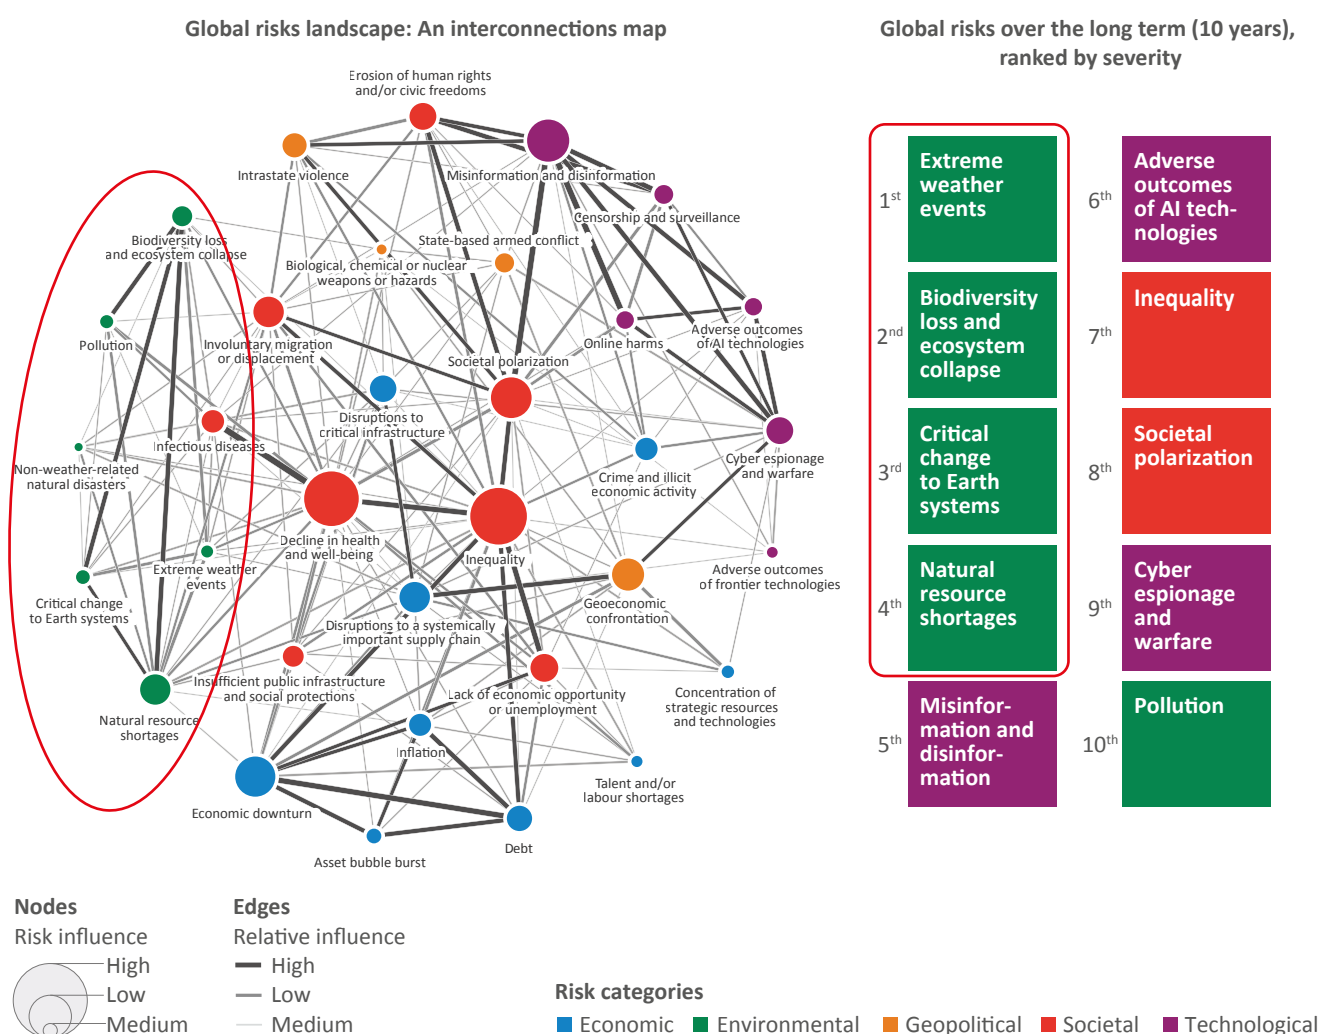 Global risks landscape: An interconnections map
Erosion of human rights
and/or civic freedoms
Intrastate violence
Misinformation and disinformation
Censorship and surveillance
Biodiversity loss
and ecosystem collapse
State-based armed conflict
Biological, chemical or nuclear
weapons or hazards
Pollution
Involuntary migration
or displacement
Online harms
Adverse outcomes
of AI technologies
Societal polarization
Disruptions to
critical infrastructure
Infectious diseases
Non-weather-related
natural disasters
Crime and illicit
economic activity
Cyber espionage
and warfare
Decline in health
and well-being
Inequality
Extreme weather
events
Adverse outcomes
of frontier technologies
Critical change
to Earth systems
Geoeconomic
confrontation
Disruptions to a systemically
important supply chain
Insufficient public infrastructure
and social protections
Lack of economic opportunity
or unemployment
Concentration of
strategic resources
and technologies
Natural resource
shortages
Inflation
Talent and/or
labour shortages
Economic downturn
Asset bubble burst
Debt
Global risks over the long term (10 years),
ranked by severity
1st
Extreme
weather
events
2nd
Biodiversity
loss and
ecosystem
collapse
3rd
Critical
change
to Earth
systems
4th
Natural
resource
shortages
5th
Misinfor-
mation and
disinfor-
mation
6th
Adverse
outcomes
of AI tech-
nologies
7th
Inequality
8th
Societal
polarization
9th
Cyber
espionage
and
warfare
10th
Pollution
Nodes
Risk influence
High
Low
Medium
Edges
Relative influence
High
Low
Medium
Risk categories
Economic
Environmental
Geopolitical
Societal
Technological